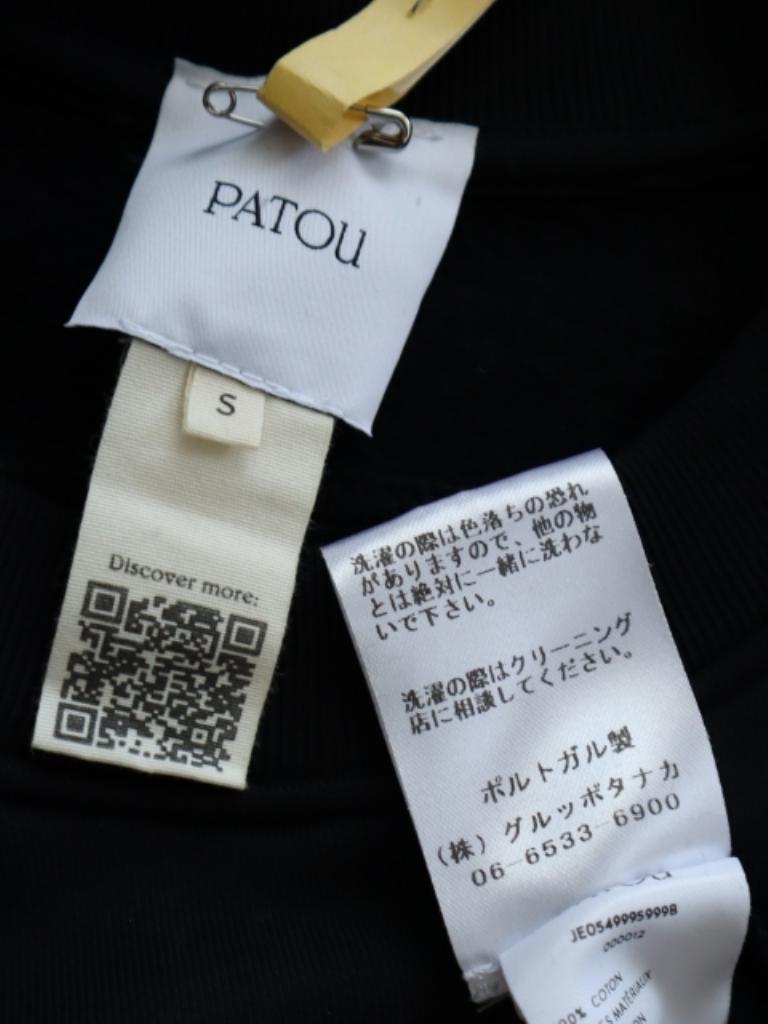 PATOU
S
Discover more:
洗濯の際は色落ちの恐れ
がありますので、他の物
とは絶対に一緒に洗わな
いで下さい。
洗濯の際はクリーニング
店に相談してください。
ポルトガル製
（株）グルッポタナカ
06-6533-6900
JE05499959998
000012
COTON
MATÉRIAUX